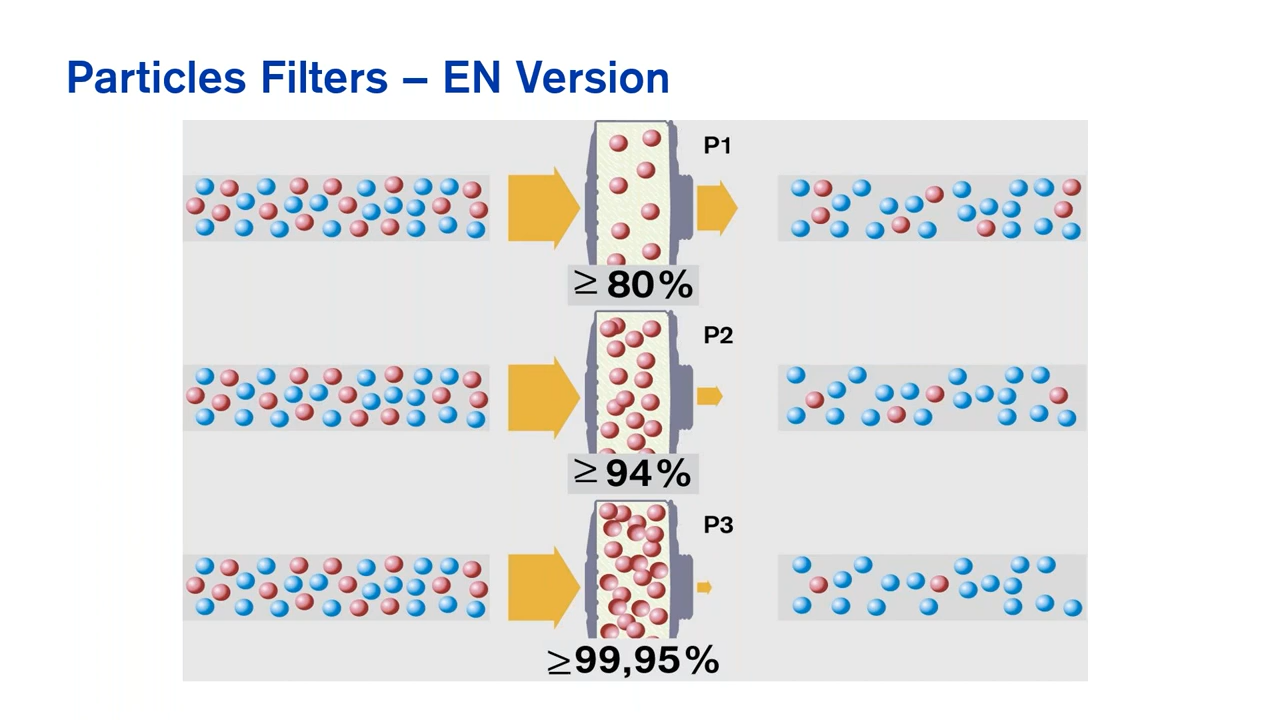 Particles Filters – EN Version
P1
≥ 80%
P2
≥ 94%
P3
≥99,95%